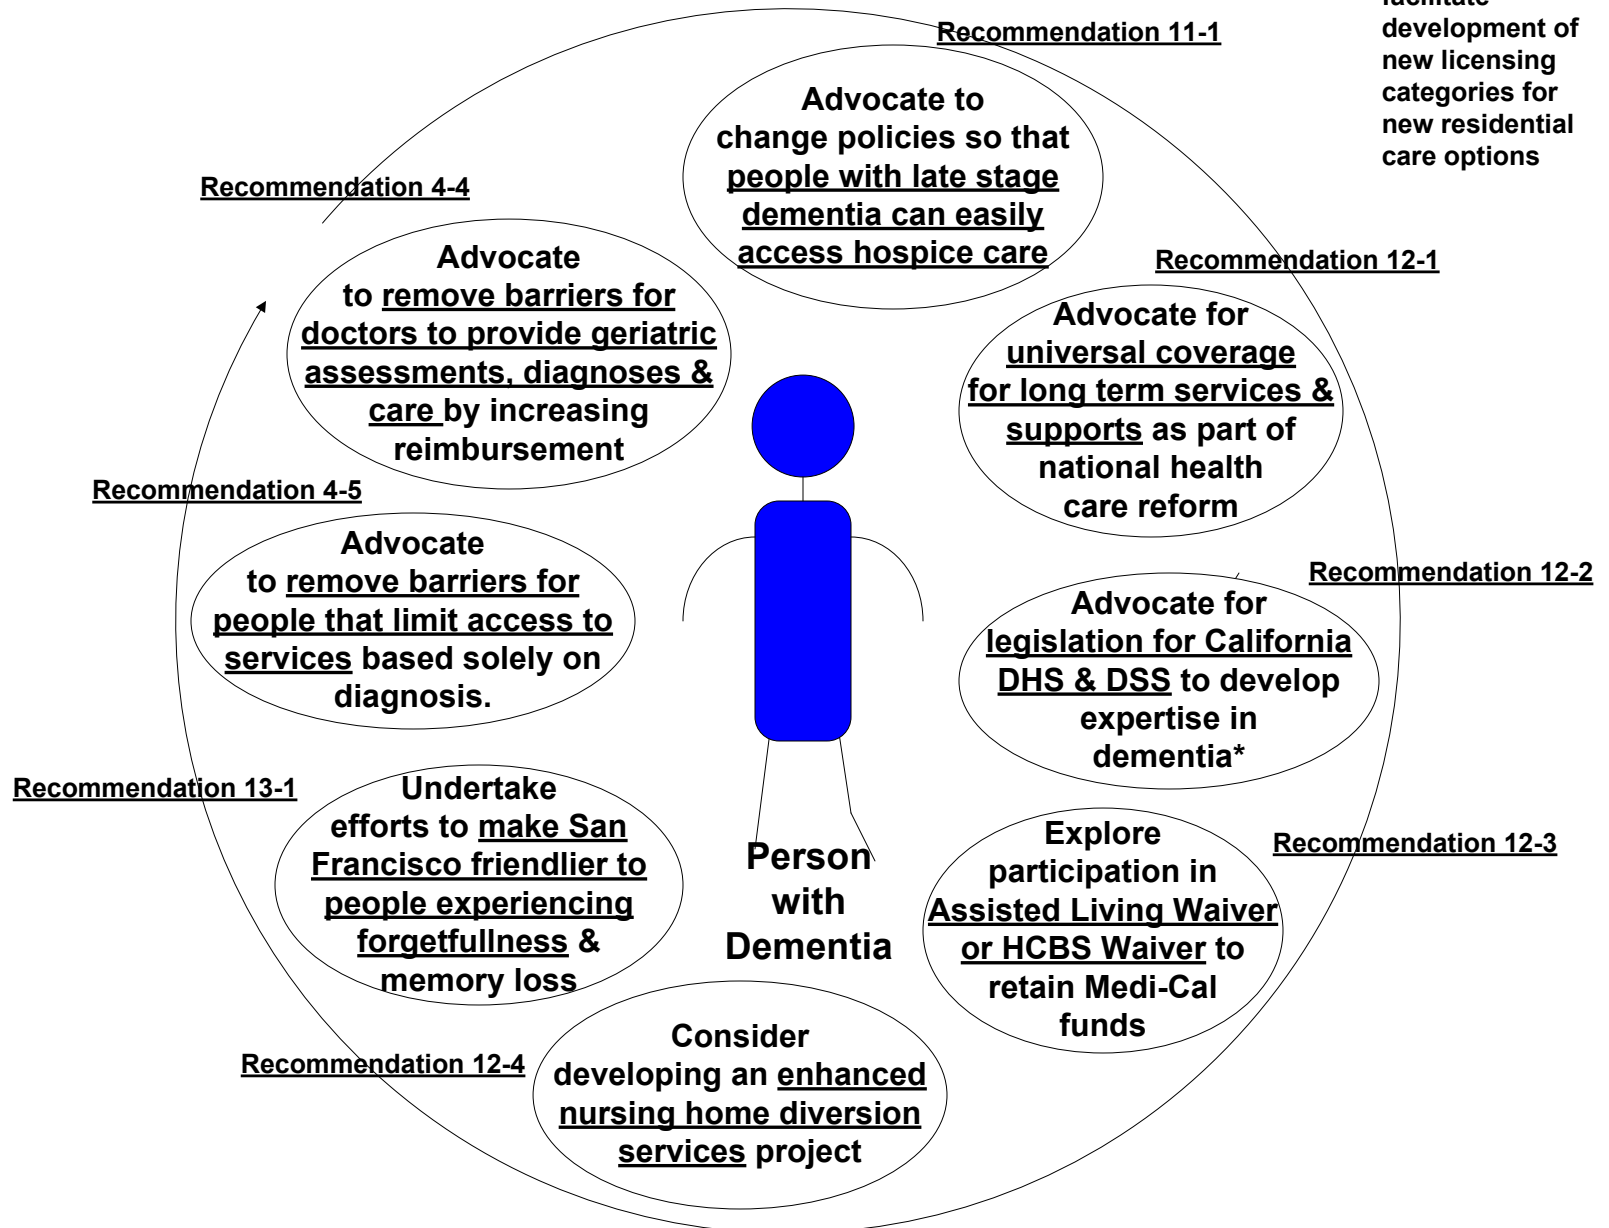 facilitate
development of
new licensing
categories for
new residential
care options
Recommendation 11-1
Advocate to
change policies so that
people with late stage
dementia can easily
access hospice care
Recommendation 4-4
Advocate
to remove barriers for
doctors to provide geriatric
assessments, diagnoses &
care by increasing
reimbursement
Recommendation 12-1
Advocate for
universal coverage
for long term services &
supports as part of
national health
care reform
Recommendation 4-5
Advocate
to remove barriers for
people that limit access to
services based solely on
diagnosis.
Recommendation 12-2
Advocate for
legislation for California
DHS & DSS to develop
expertise in
dementia*
Recommendation 13-1
Undertake
efforts to make San
Francisco friendlier to
people experiencing
forgetfullness &
memory loss
Person
with
Dementia
Recommendation 12-3
Explore
participation in
Assisted Living Waiver
or HCBS Waiver to
retain Medi-Cal
funds
Recommendation 12-4
Consider
developing an enhanced
nursing home diversion
services project